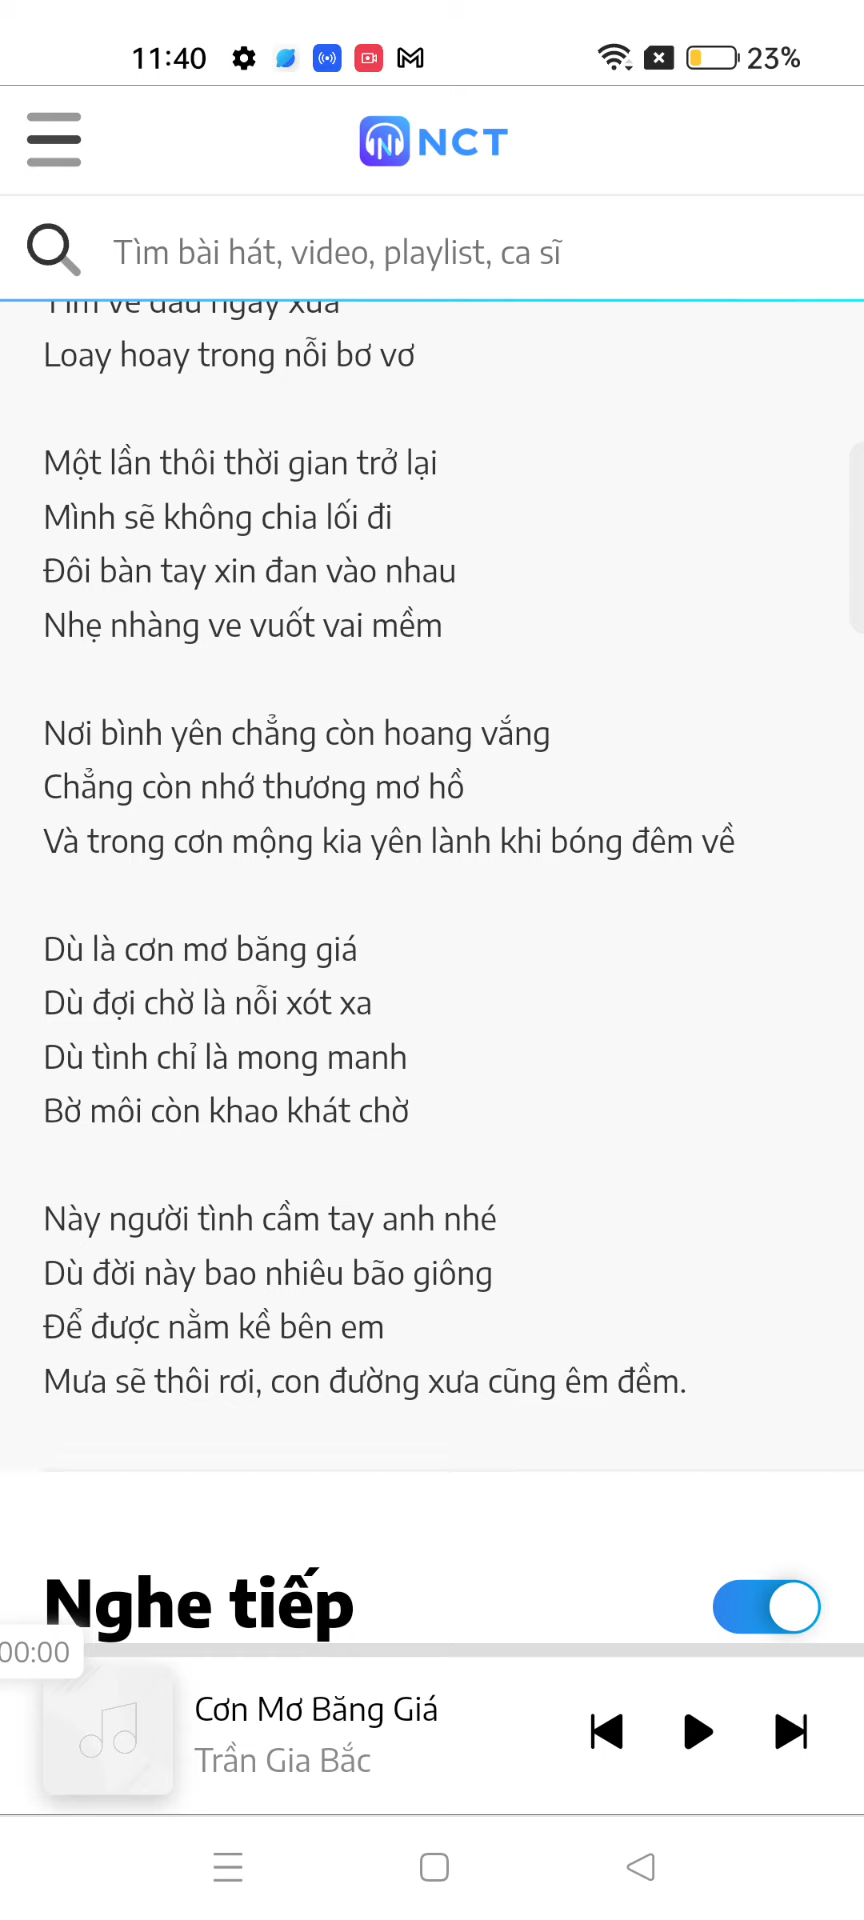 11:40
23%
NCT
Tìm bài hát, video, playlist, ca sĩ
Tìm về đâu ngày xưa
Loay hoay trong nỗi bơ vơ
Một lần thôi thời gian trở lại
Mình sẽ không chia lối đi
Đôi bàn tay xin đan vào nhau
Nhẹ nhàng ve vuốt vai mềm
Nơi bình yên chẳng còn hoang vắng
Chẳng còn nhớ thương mơ hồ
Và trong cơn mộng kia yên lành khi bóng đêm về
Dù là cơn mơ băng giá
Dù đợi chờ là nỗi xót xa
Dù tình chỉ là mong manh
Bờ môi còn khao khát chờ
Này người tình cầm tay anh nhé
Dù đời này bao nhiêu bão giông
Để được nằm kề bên em
Mưa sẽ thôi rơi, con đường xưa cũng êm đềm.
Nghe tiếp
00:00
Cơn Mơ Băng Giá
Trần Gia Bắc